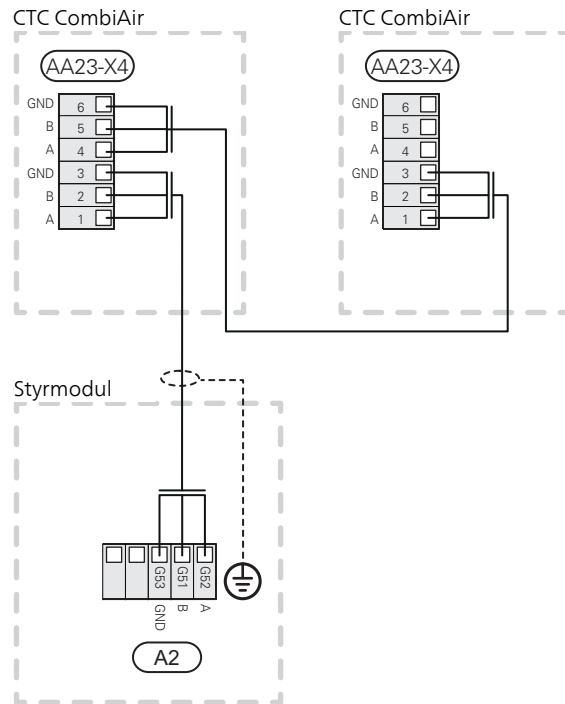 CTC CombiAir
AA23-X4
GND 6
B 5
A 4
GND 3
B 2
A 1
CTC CombiAir
AA23-X4
GND 6
B 5
A 4
GND 3
B 2
A 1
Styrmodul
G53 G51 G52
GND B A
A2